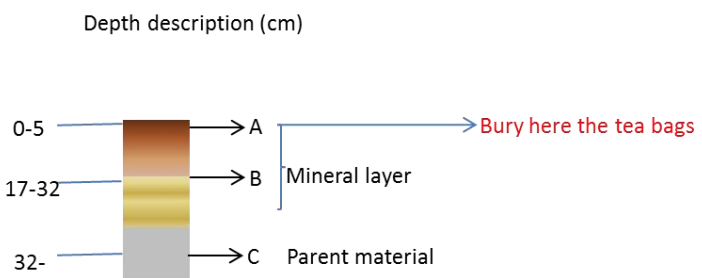 Depth description (cm)
0-5 A Bury here the tea bags
17-32 B Mineral layer
32- C Parent material